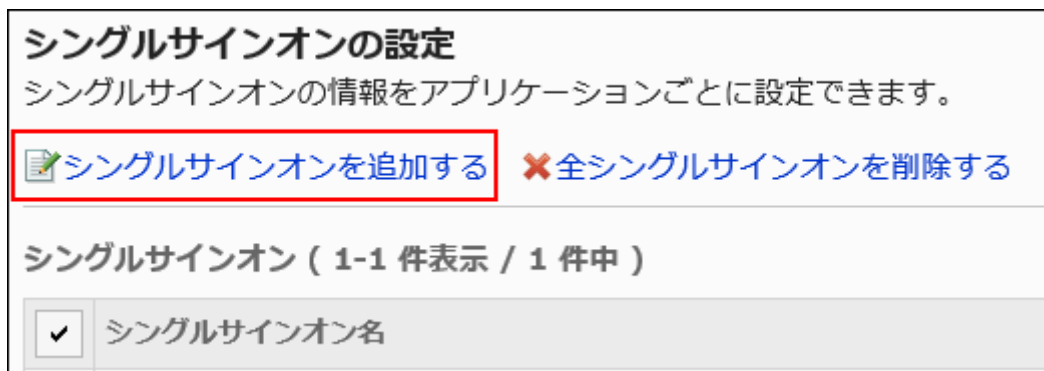 シングルサインオンの設定
シングルサインオンの情報をアプリケーションごとに設定できます。
シングルサインオンを追加する 全シングルサインオンを削除する
シングルサインオン ( 1-1 件表示 / 1 件中 )
シングルサインオン名